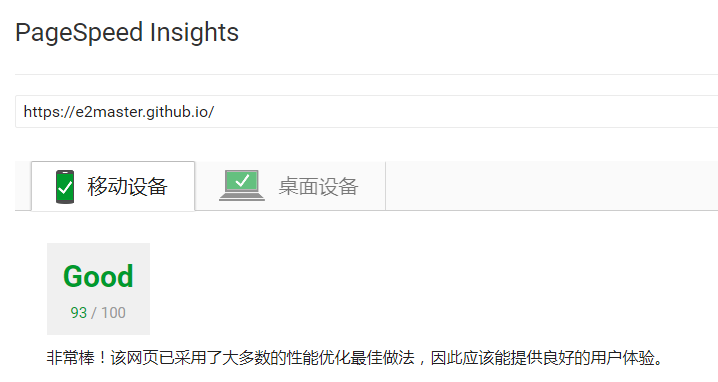 PageSpeed Insights
https://e2master.github.io/
移动设备
桌面设备
Good
93 / 100
非常棒！该网页已采用了大多数的性能优化最佳做法，因此应该能提供良好的用户体验。